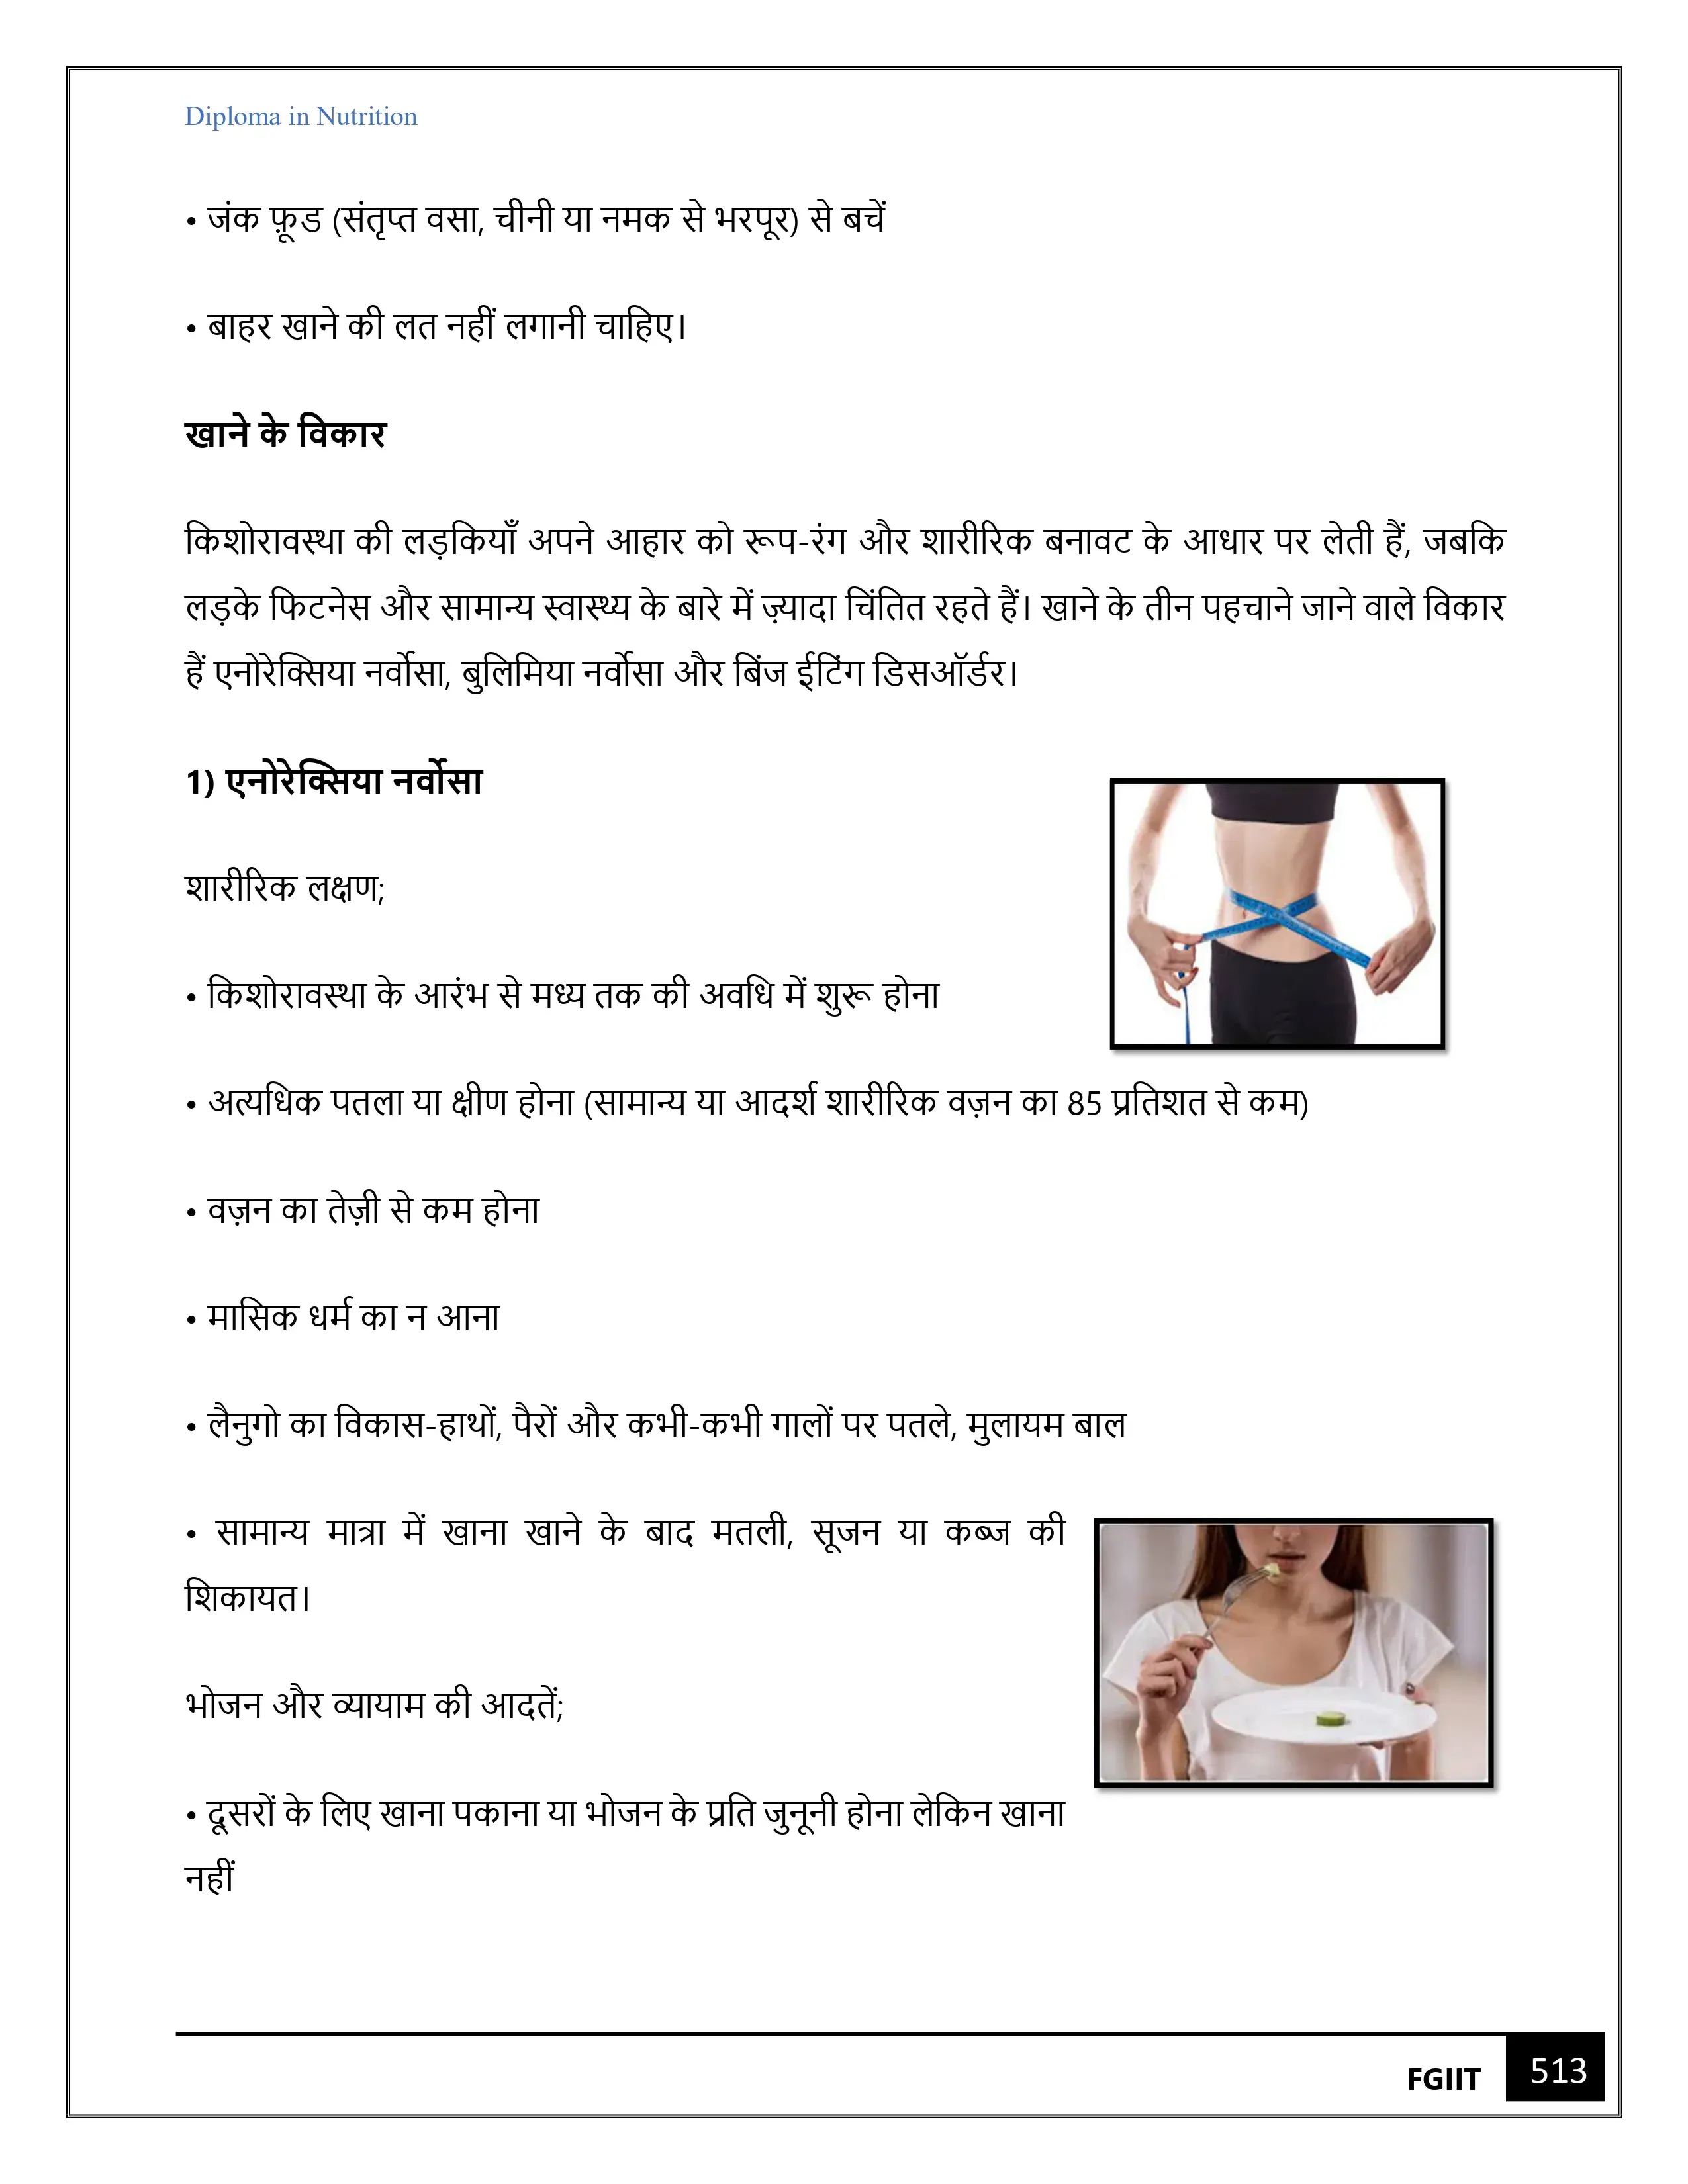 Diploma in Nutrition
• जंक फ़ूड (संतृप्त वसा, चीनी या नमक से भरपूर) से बचें
• बाहर खाने की लत नहीं लगानी चाहिए।
खाने के विकार
किशोरावस्था की लड़कियाँ अपने आहार को रूप-रंग और शारीरिक बनावट के आधार पर लेती हैं, जबकि
लड़के फिटनेस और सामान्य स्वास्थ्य के बारे में ज़्यादा चिंतित रहते हैं। खाने के तीन पहचाने जाने वाले विकार
हैं एनोरेक्सिया नर्वोसा, बुलिमिया नर्वोसा और बिंज ईटिंग डिसऑर्डर।
1) एनोरेक्सिया नर्वोसा
शारीरिक लक्षण;
• किशोरावस्था के आरंभ से मध्य तक की अवधि में शुरू होना
• अत्यधिक पतला या क्षीण होना (सामान्य या आदर्श शारीरिक वज़न का 85 प्रतिशत से कम)
• वज़न का तेज़ी से कम होना
• मासिक धर्म का न आना
• लैनुगो का विकास-हाथों, पैरों और कभी-कभी गालों पर पतले, मुलायम बाल
• सामान्य मात्रा में खाना खाने के बाद मतली, सूजन या कब्ज की
शिकायत।
भोजन और व्यायाम की आदतें;
• दूसरों के लिए खाना पकाना या भोजन के प्रति जुनूनी होना लेकिन खाना
नहीं
FGIIT 513